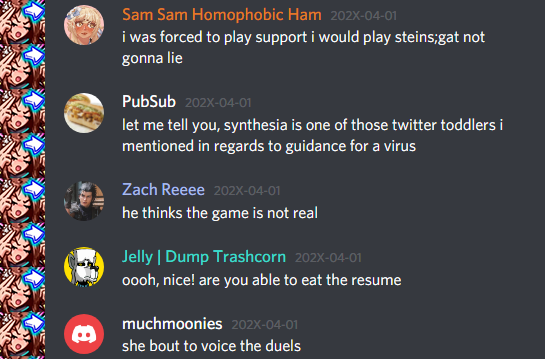 Sam Sam Homophobic Ham 202X-04-01
i was forced to play support i would play steins;gat not
gonna lie
PubSub 202X-04-01
let me tell you, synthesia is one of those twitter toddlers i
mentioned in regards to guidance for a virus
Zach Reeee 202X-04-01
he thinks the game is not real
Jelly | Dump Trashcorn 202X-04-01
oooh, nice! are you able to eat the resume
muchmoonies 202X-04-01
she bout to voice the duels